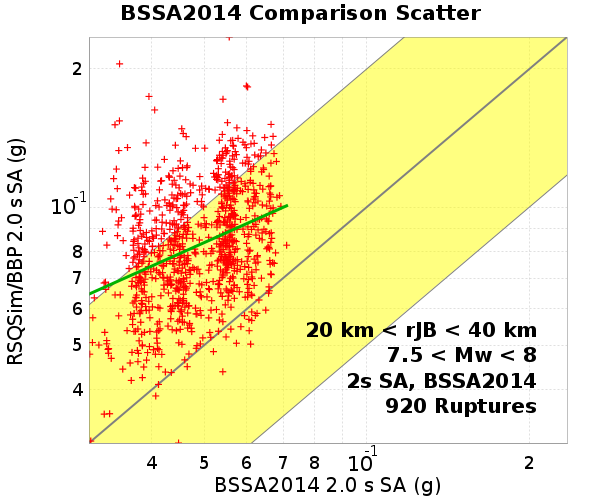 BSSA2014 Comparison Scatter
RSQSim/BBP 2.0 s SA (g)
2
10-1
8
7
6
5
4
20 km < rJB < 40 km
7.5 < Mw < 8
2s SA, BSSA2014
920 Ruptures
4 5 6 7 8 10-1 2
BSSA2014 2.0 s SA (g)